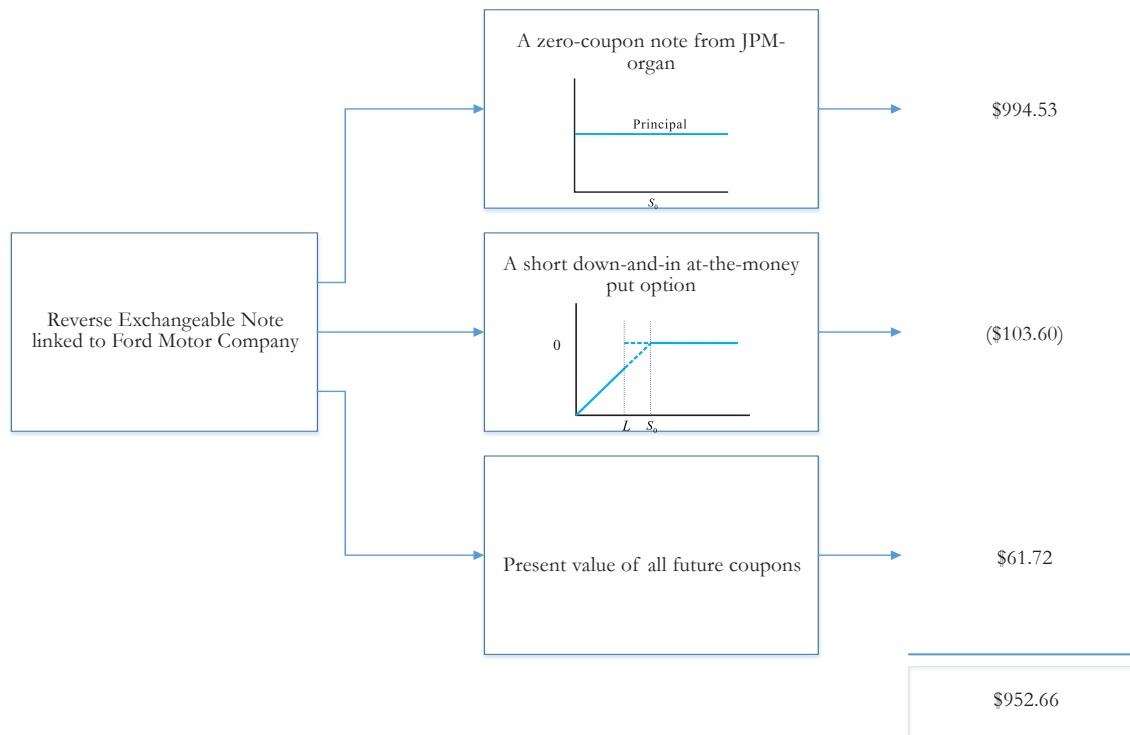 A zero-coupon note from JPM-
organ
Principal
S₀
$994.53
Reverse Exchangeable Note
linked to Ford Motor Company
A short down-and-in at-the-money
put option
0
L S₀
($103.60)
Present value of all future coupons
$61.72
$952.66